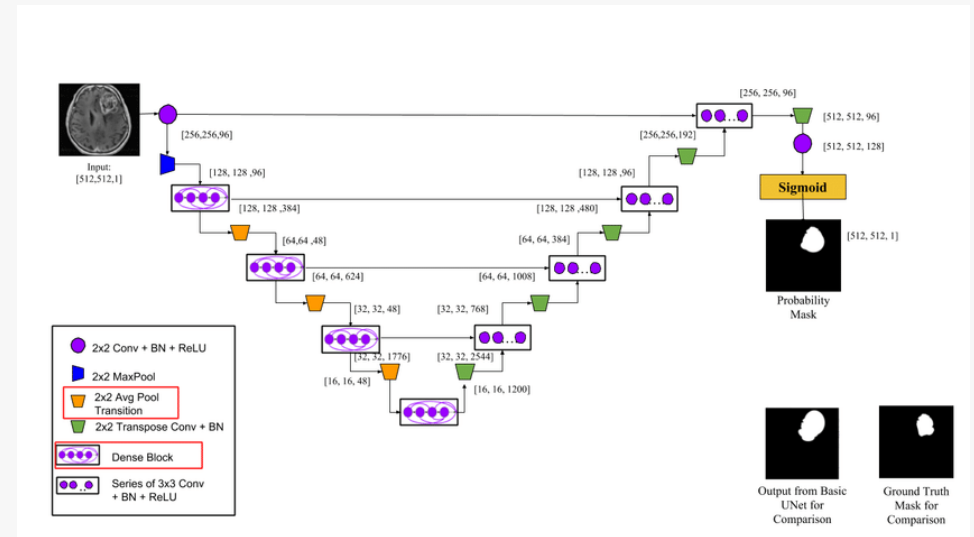 [256, 256, 96]
[512, 512, 96]
[256,256,96]
[256,256,192]
[512, 512, 128]
Input:
[512,512,1]
[128, 128 ,96]
[128, 128 ,96]
Sigmoid
[128, 128 ,384]
[128, 128 ,480]
[64,64 ,48]
[64, 64, 384]
[512, 512, 1]
[64, 64, 624]
[64, 64, 1008]
Probability
Mask
[32, 32, 48]
[32, 32, 768]
[32, 32, 1776]
[32, 32, 2544]
[16, 16, 48]
[16, 16, 1200]
2x2 Conv + BN + ReLU
2x2 MaxPool
2x2 Avg Pool
Transition
2x2 Transpose Conv + BN
Dense Block
Series of 3x3 Conv
+ BN + ReLU
Output from Basic
UNet for
Comparison
Ground Truth
Mask for
Comparison